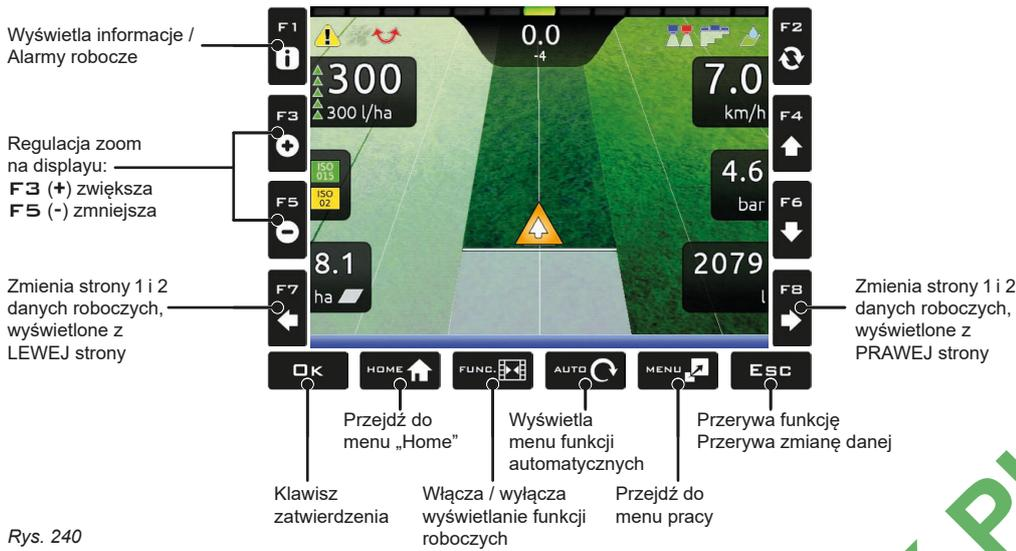 Wyświetla informacje /
Alarmy robocze
Regulacja zoom
na displayu:
F3 (+) zwiększa
F5 (-) zmniejsza
Zmienia strony 1 i 2
danych roboczych,
wyświetlone z
LEWEJ strony
F1
F3
F5
F7
0.0
-4
300
300 l/ha
ISO
015
ISO
02
8.1
ha
7.0
km/h
4.6
bar
2079
l
F2
F4
F6
F8
Zmienia strony 1 i 2
danych roboczych,
wyświetlone z
PRAWEJ strony
OK
HOME
FUNC.
AUTO
MENU
ESC
Przejdź do
menu „Home”
Wyświetla
menu funkcji
automatycznych
Przerywa funkcję
Przerywa zmianę danej
Klawisz
zatwierdzenia
Włącza / wyłącza
wyświetlanie funkcji
roboczych
Przejdź do
menu pracy
Rys. 240